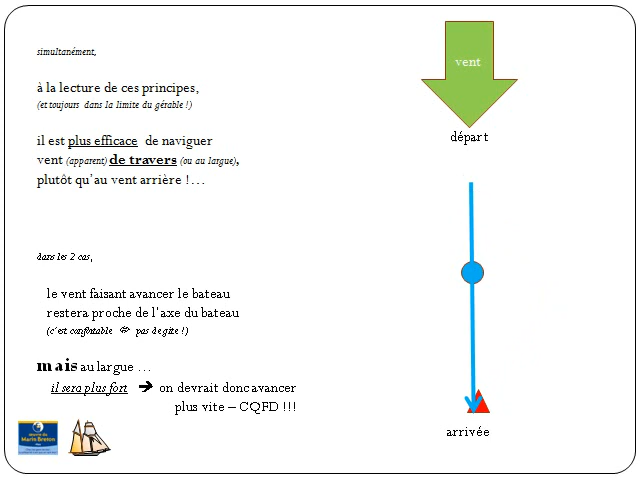 simultanément,
à la lecture de ces principes,
(et toujours dans la limite du gérable !)
il est plus efficace de naviguer
vent (apparent) de travers (ou au largue),
plutôt qu'au vent arrière !…
dans les 2 cas,
le vent faisant avancer le bateau
restera proche de l'axe du bateau
(c'est confortable ⇔ pas de gite !)
mais au largue …
il sera plus fort ➔ on devrait donc avancer
plus vite – CQFD !!!
vent
départ
arrivée
Marin Breton